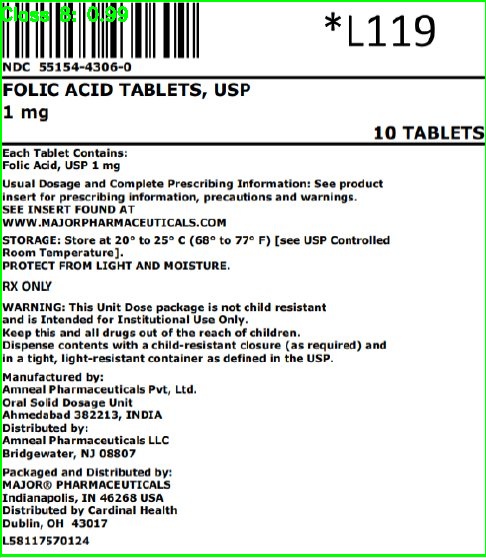 Class 8: 0.99
*L119
NDC 55154-4306-0
FOLIC ACID TABLETS, USP
1 mg
10 TABLETS
Each Tablet Contains:
Folic Acid, USP 1 mg
Usual Dosage and Complete Prescribing Information: See product
insert for prescribing information, precautions and warnings.
SEE INSERT FOUND AT
WWW.MAJORPHARMACEUTICALS.COM
STORAGE: Store at 20° to 25° C (68° to 77° F) [see USP Controlled
Room Temperature].
PROTECT FROM LIGHT AND MOISTURE.
RX ONLY
WARNING: This Unit Dose package is not child resistant
and is Intended for Institutional Use Only.
Keep this and all drugs out of the reach of children.
Dispense contents with a child-resistant closure (as required) and
in a tight, light-resistant container as defined in the USP.
Manufactured by:
Amneal Pharmaceuticals Pvt, Ltd.
Oral Solid Dosage Unit
Ahmedabad 382213, INDIA
Distributed by:
Amneal Pharmaceuticals LLC
Bridgewater, NJ 08807
Packaged and Distributed by:
MAJOR® PHARMACEUTICALS
Indianapolis, IN 46268 USA
Distributed by Cardinal Health
Dublin, OH 43017
L58117570124